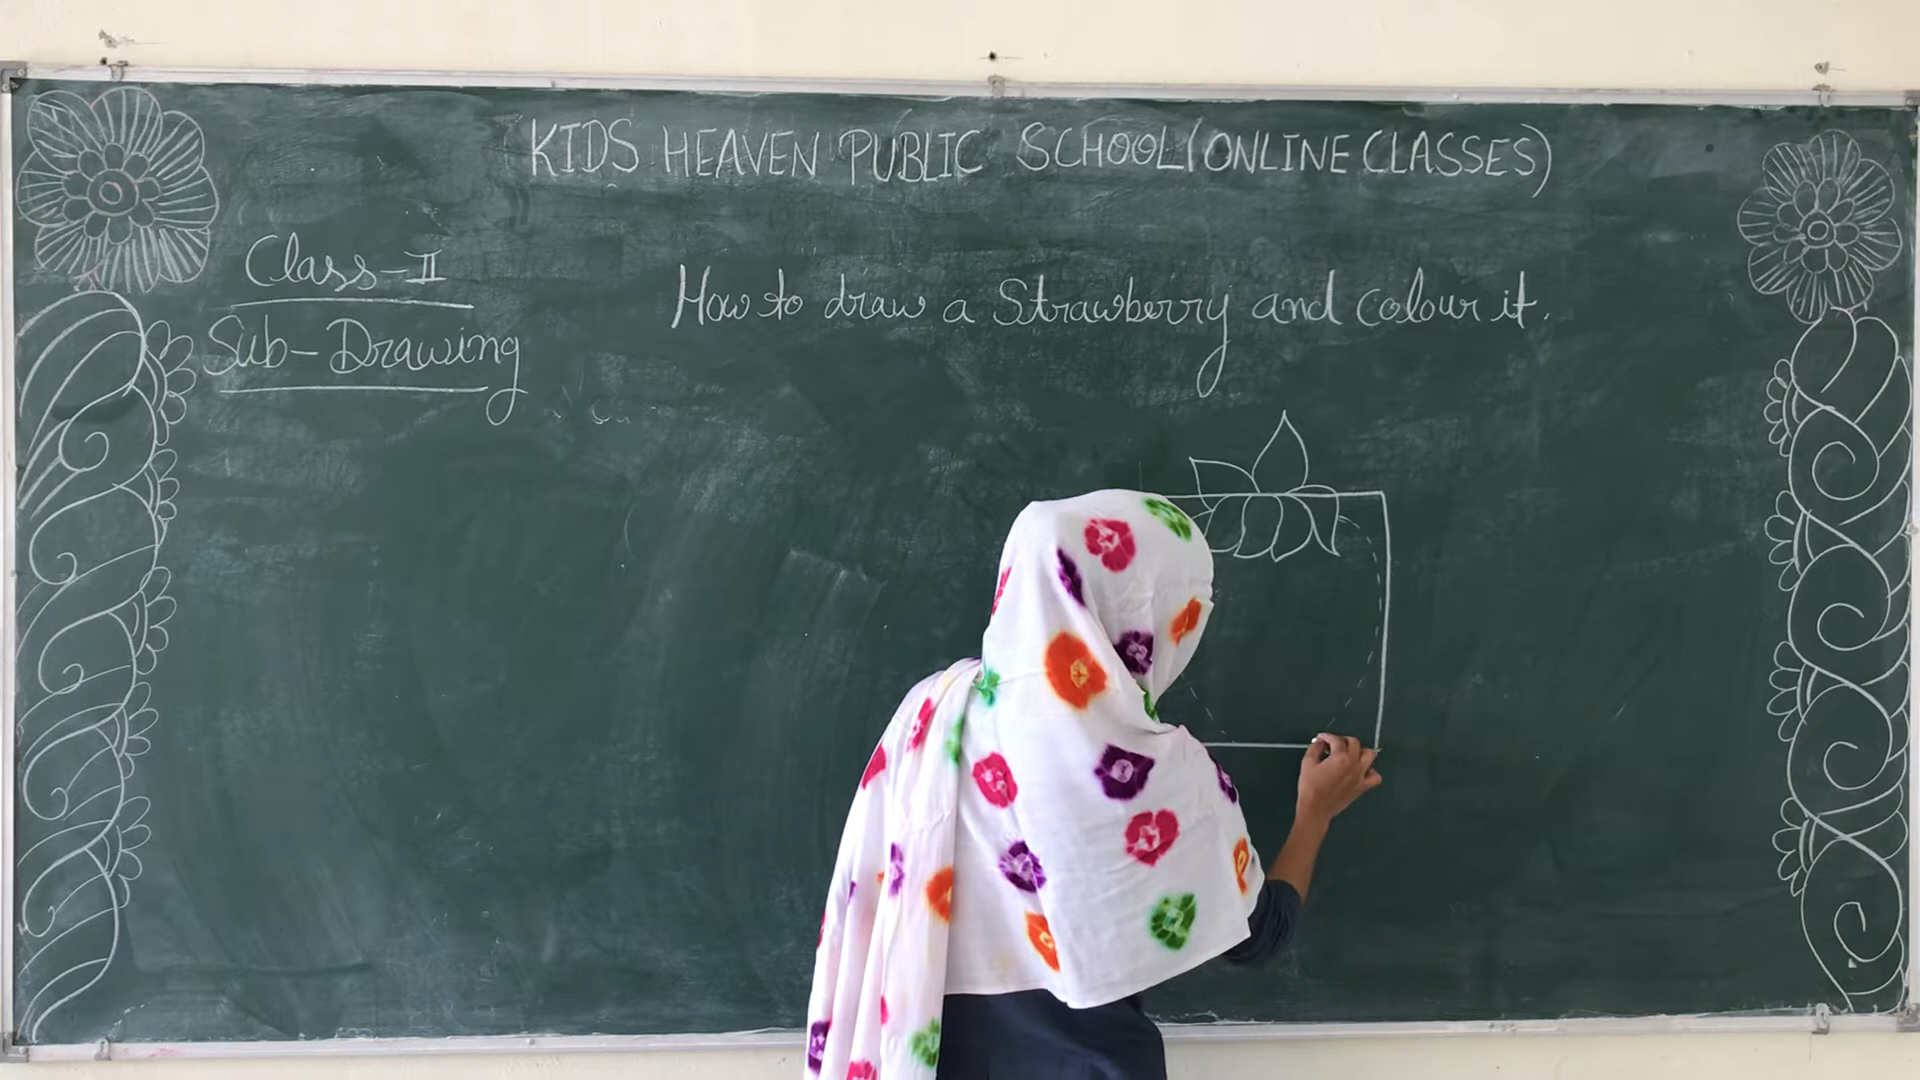 KIDS HEAVEN PUBLIC SCHOOL(ONLINE CLASSES)
Class-II
Sub-Drawing
How to draw a Strawberry and colour it.